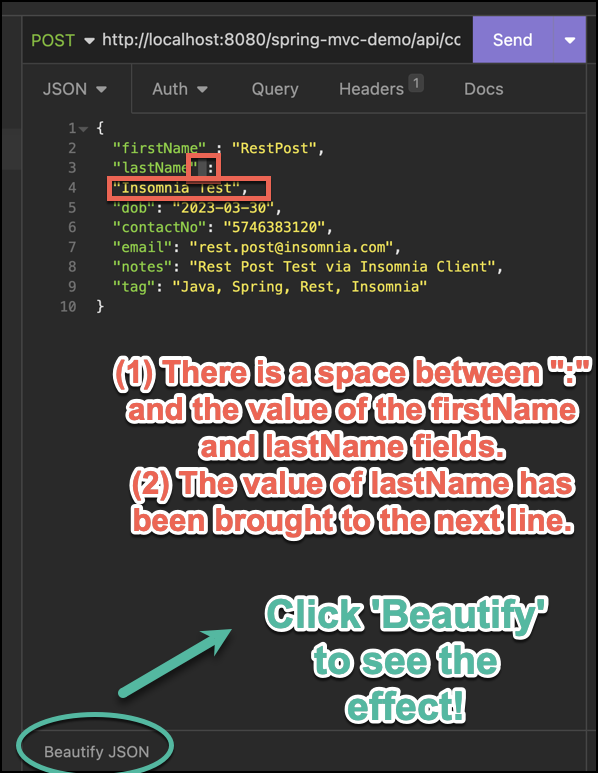 POST http://localhost:8080/spring-mvc-demo/api/cc Send
JSON Auth Query Headers 1 Docs
1 {
2 "firstName" : "RestPost",
3 "lastName" :
4 "Insomnia Test",
5 "dob": "2023-03-30",
6 "contactNo": "5746383120",
7 "email": "rest.post@insomnia.com",
8 "notes": "Rest Post Test via Insomnia Client",
9 "tag": "Java, Spring, Rest, Insomnia"
10 }
(1) There is a space between ":"
and the value of the firstName
and lastName fields.
(2) The value of lastName has
been brought to the next line.
Click 'Beautify'
to see the
effect!
Beautify JSON